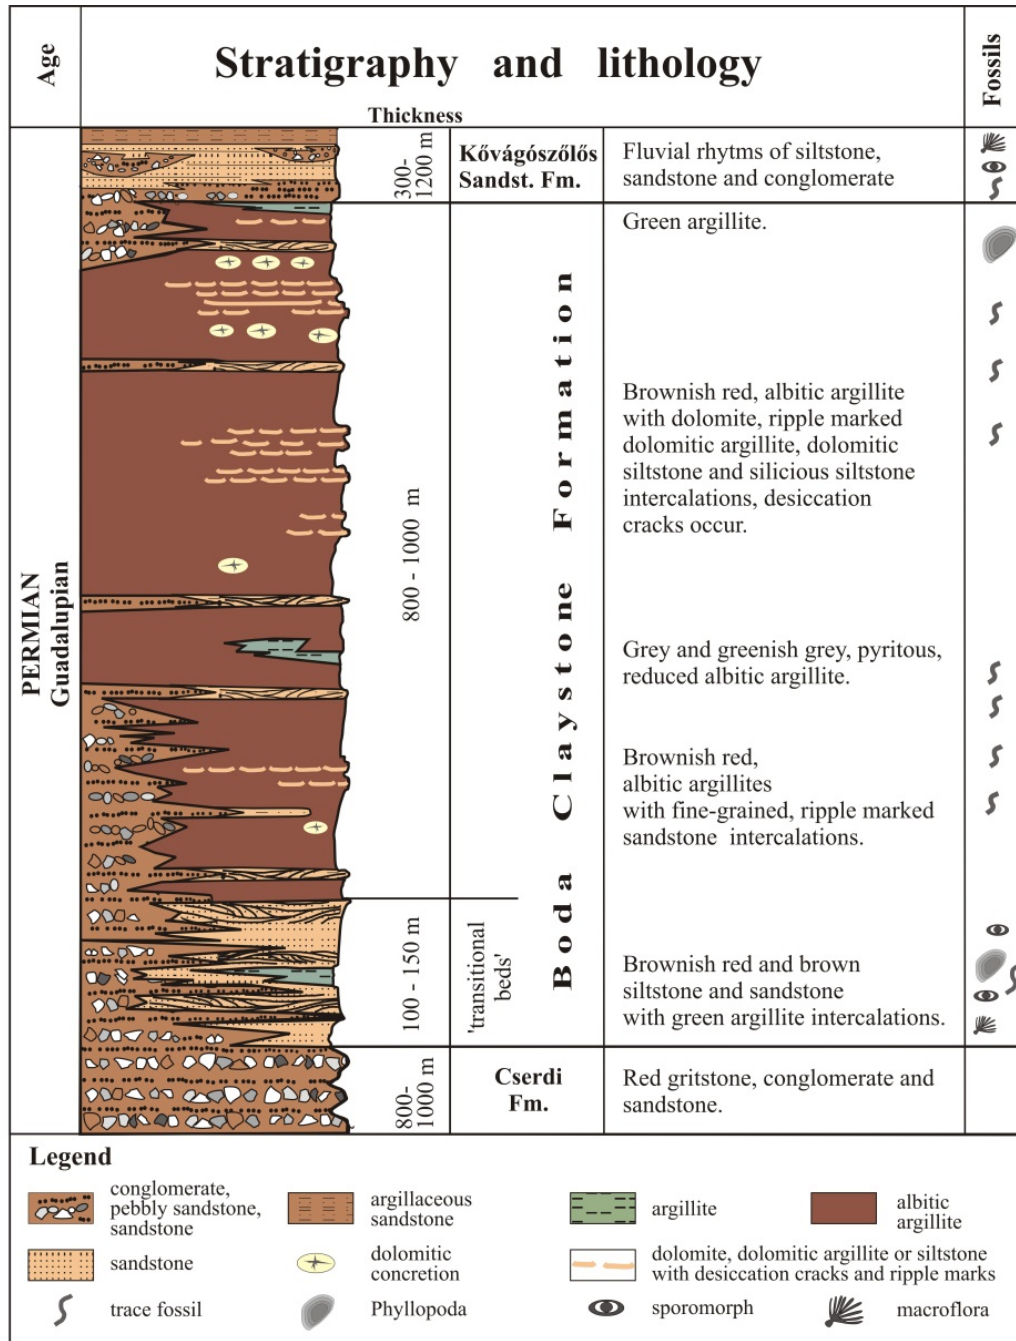 Age
Stratigraphy and lithology
Thickness
Fossils
PERMIAN
Guadalupian
300-
1200 m
Kővágószőlős
Sandst. Fm.
Fluvial rhytms of siltstone,
sandstone and conglomerate
800 - 1000 m
Boda Claystone Formation
Green argillite.
Brownish red, albitic argillite
with dolomite, ripple marked
dolomitic argillite, dolomitic
siltstone and silicious siltstone
intercalations, desiccation
cracks occur.
Grey and greenish grey, pyritous,
reduced albitic argillite.
Brownish red,
albitic argillites
with fine-grained, ripple marked
sandstone intercalations.
100 - 150 m
'transitional
beds'
Brownish red and brown
siltstone and sandstone
with green argillite intercalations.
800-
1000 m
Cserdi
Fm.
Red gritstone, conglomerate and
sandstone.
Legend
conglomerate,
pebbly sandstone,
sandstone
argillaceous
sandstone
argillite
albitic
argillite
sandstone
dolomitic
concretion
dolomite, dolomitic argillite or siltstone
with desiccation cracks and ripple marks
trace fossil
Phyllopoda
sporomorph
macroflora